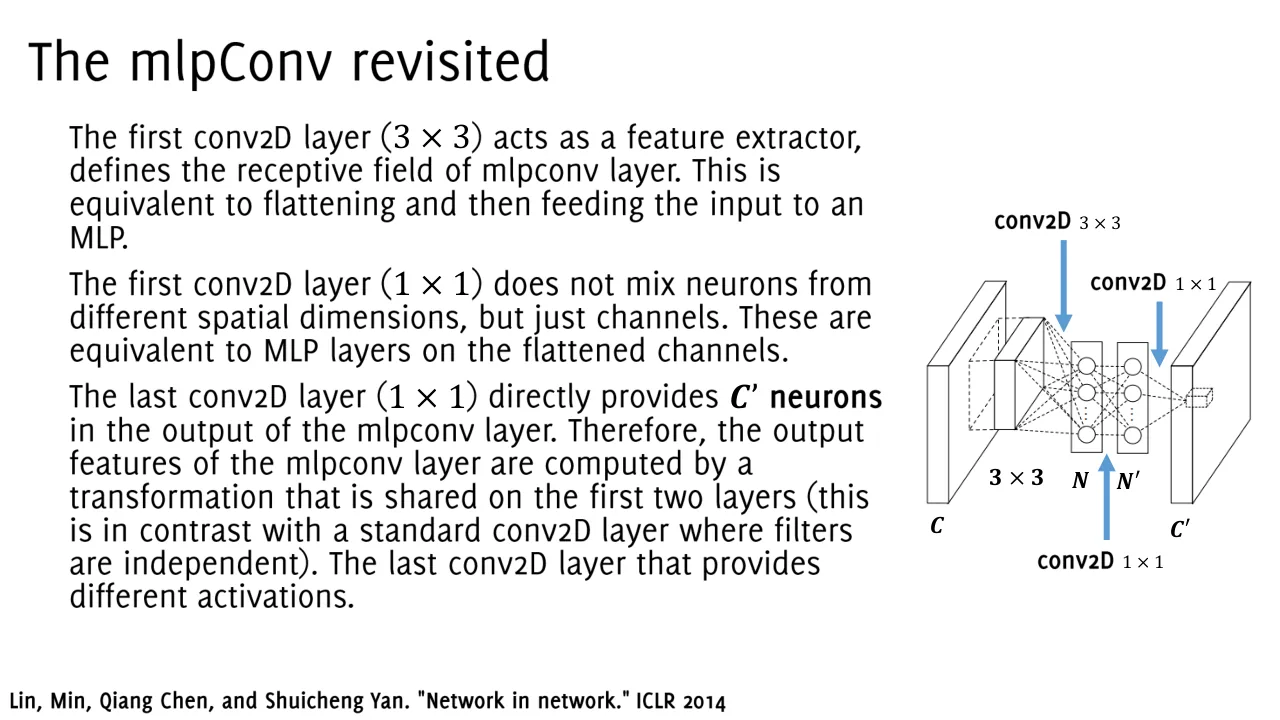 The mlpConv revisited
The first conv2D layer (3 × 3) acts as a feature extractor,
defines the receptive field of mlpconv layer. This is
equivalent to flattening and then feeding the input to an
MLP.
The first conv2D layer (1 × 1) does not mix neurons from
different spatial dimensions, but just channels. These are
equivalent to MLP layers on the flattened channels.
The last conv2D layer (1 × 1) directly provides C' neurons
in the output of the mlpconv layer. Therefore, the output
features of the mlpconv layer are computed by a
transformation that is shared on the first two layers (this
is in contrast with a standard conv2D layer where filters
are independent). The last conv2D layer that provides
different activations.
conv2D 3 × 3
conv2D 1 × 1
3 × 3 N N'
C C'
conv2D 1 × 1
Lin, Min, Qiang Chen, and Shuicheng Yan. "Network in network." ICLR 2014